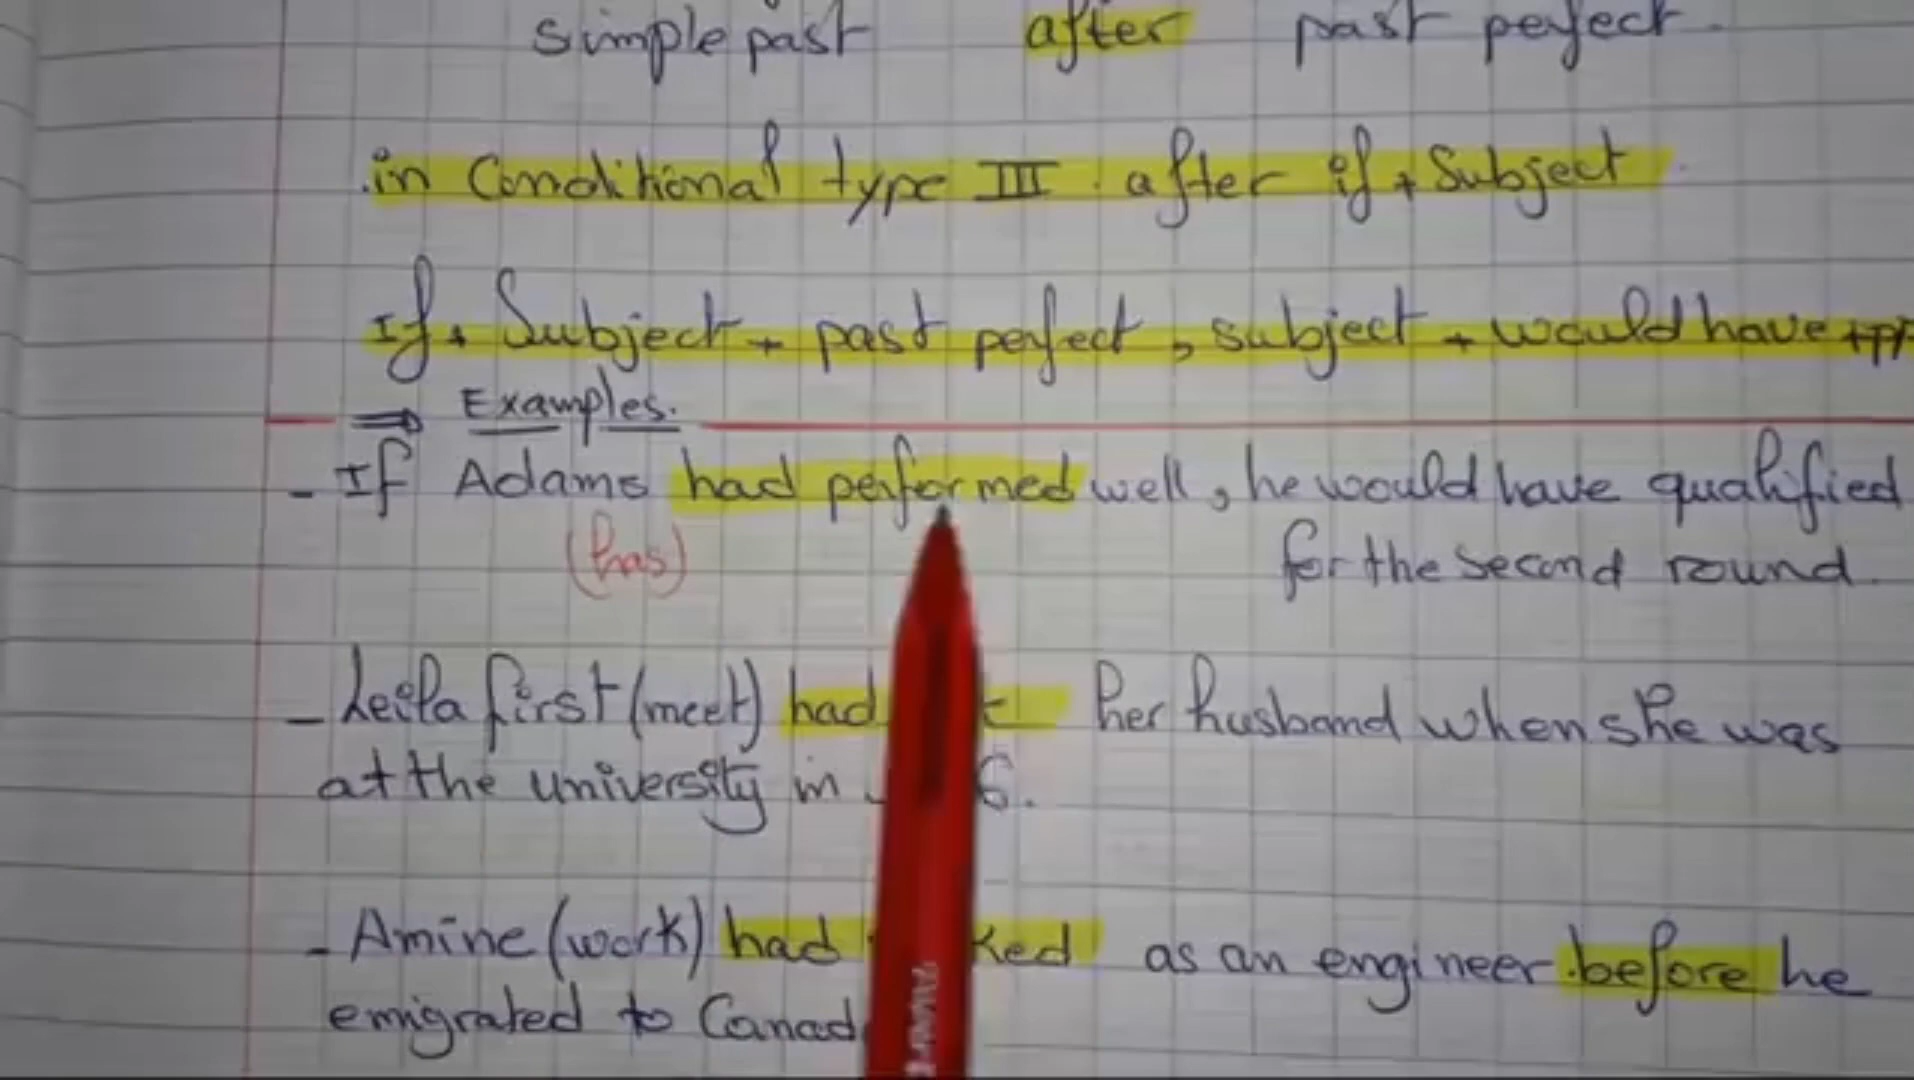 simple past after past perfect.
.in Conditional type III . after if + Subject
If + Subject + past perfect, subject + would have + pp
⇒ Examples.
- If Adams had performed well, he would have qualified
(has)
for the second round.
- Leila first (meet) had her husband when she was
at the university in 6.
- Amine (work) had ked as an engineer before he
emigrated to Canad